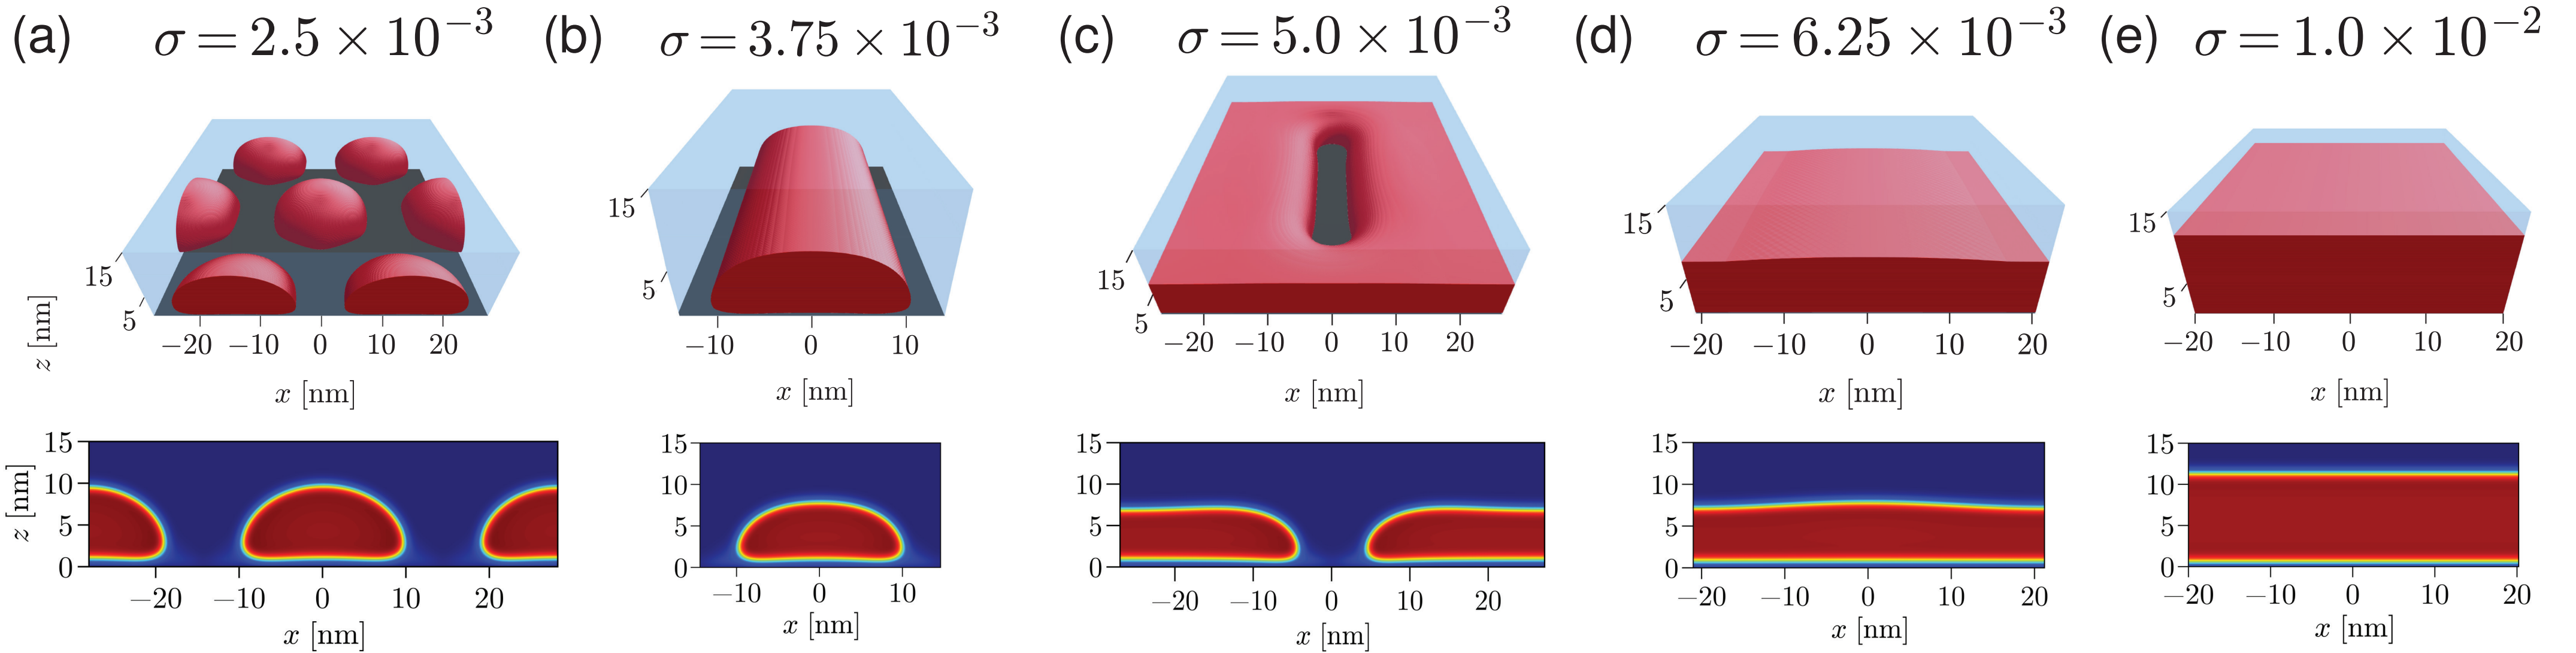 (a) σ = 2.5 × 10⁻³
(b) σ = 3.75 × 10⁻³
(c) σ = 5.0 × 10⁻³
(d) σ = 6.25 × 10⁻³
(e) σ = 1.0 × 10⁻²
z [nm]
15
5
−20 −10 0 10 20
x [nm]
15
5
−10 0 10
x [nm]
15
5
−20 −10 0 10 20
x [nm]
15
5
−20 −10 0 10 20
x [nm]
15
5
−20 −10 0 10 20
x [nm]
z [nm]
15
10
5
0
−20 −10 0 10 20
x [nm]
15
10
5
0
−10 0 10
x [nm]
15
10
5
0
−20 −10 0 10 20
x [nm]
15
10
5
0
−20 −10 0 10 20
x [nm]
15
10
5
0
−20 −10 0 10 20
x [nm]